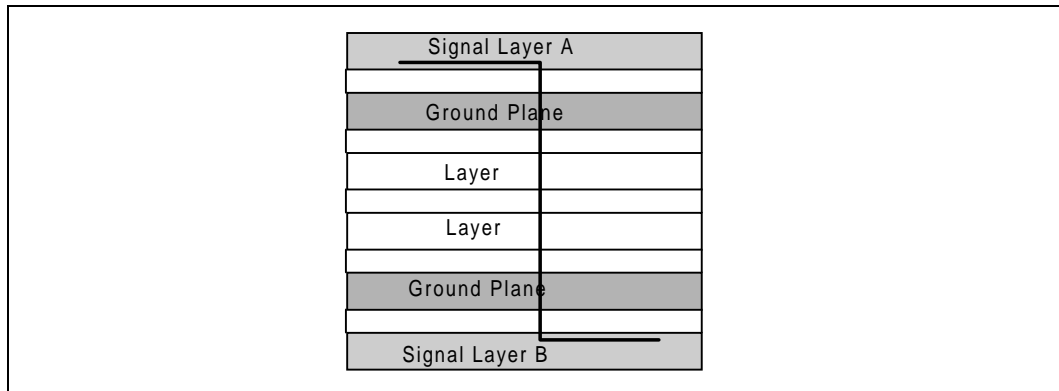 Signal Layer A
Ground Plane
Layer
Layer
Ground Plane
Signal Layer B